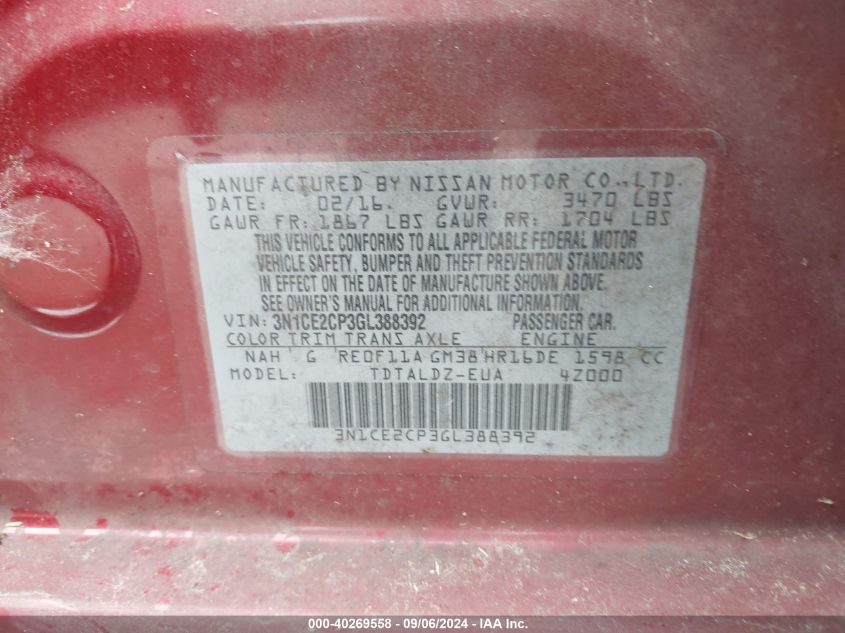 MANUFACTURED BY NISSAN MOTOR CO.,LTD.
DATE: 02/16. GVWR: 3470 LBS
GAWR FR: 1867 LBS GAWR RR: 1704 LBS
THIS VEHICLE CONFORMS TO ALL APPLICABLE FEDERAL MOTOR
VEHICLE SAFETY, BUMPER AND THEFT PREVENTION STANDARDS
IN EFFECT ON THE DATE OF MANUFACTURE SHOWN ABOVE.
SEE OWNER'S MANUAL FOR ADDITIONAL INFORMATION.
VIN: 3N1CE2CP3GL388392 PASSENGER CAR.
COLOR TRIM TRANS AXLE ENGINE
NAH G RE0F11A GM38 HR16DE 1598 CC
MODEL: TDTALDZ-EUA 4Z000
3N1CE2CP3GL388392
000-40269558 - 09/06/2024 - IAAI.com